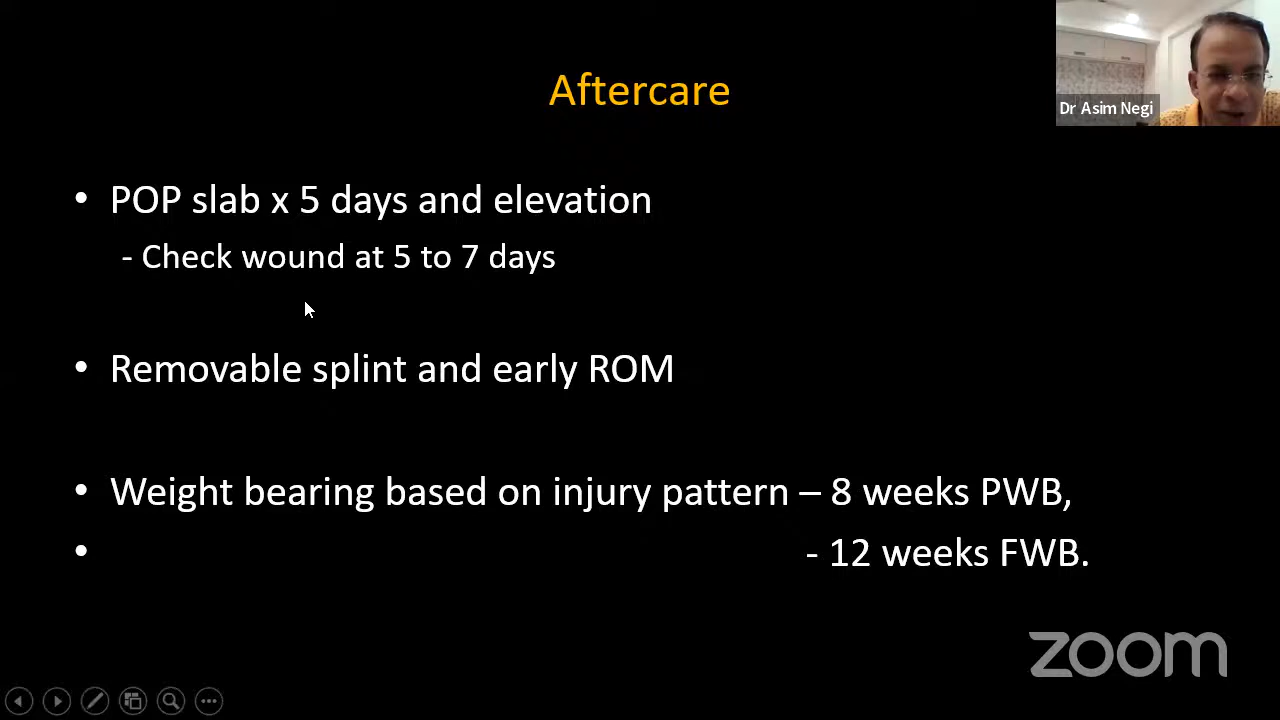 Aftercare
Dr Asim Negi
• POP slab x 5 days and elevation
- Check wound at 5 to 7 days
• Removable splint and early ROM
• Weight bearing based on injury pattern – 8 weeks PWB,
• - 12 weeks FWB.
zoom